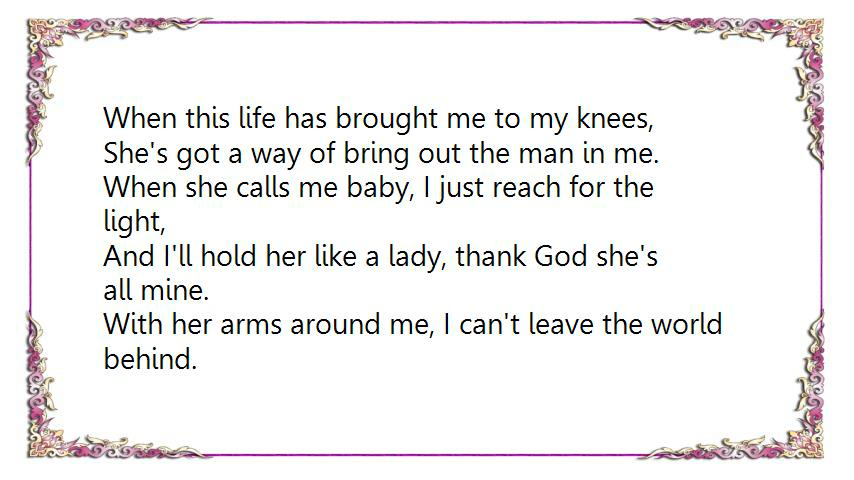 When this life has brought me to my knees,
She's got a way of bring out the man in me.
When she calls me baby, I just reach for the
light,
And I'll hold her like a lady, thank God she's
all mine.
With her arms around me, I can't leave the world
behind.